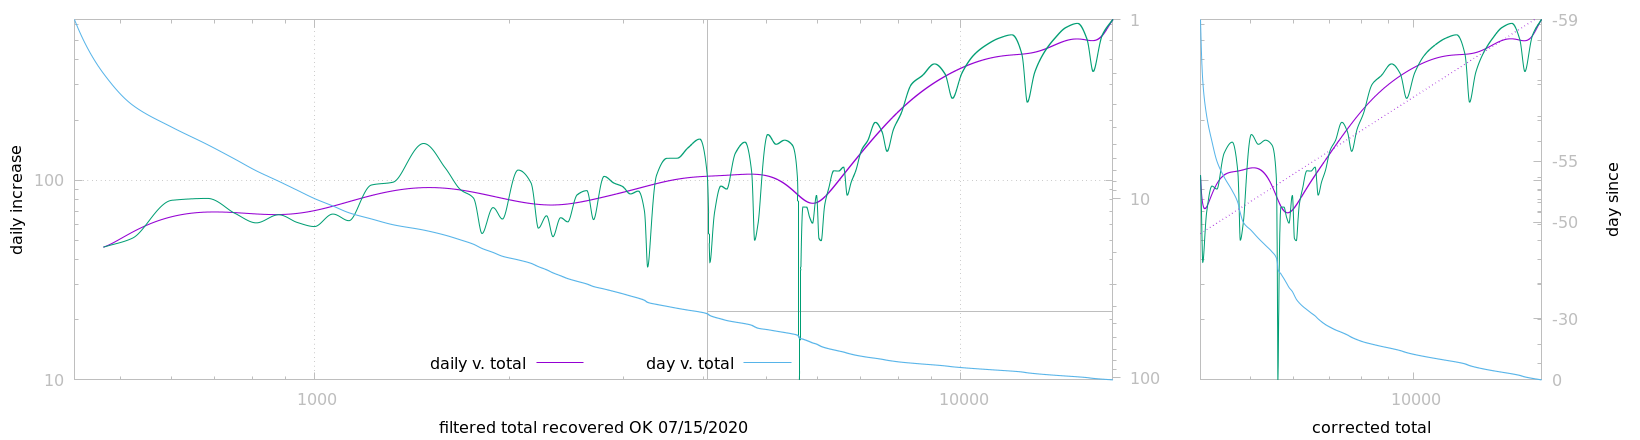 daily increase
100
10
1000
10000
1
10
100
daily v. total
day v. total
filtered total recovered OK 07/15/2020
-59
-55
-50
-30
0
day since
10000
corrected total